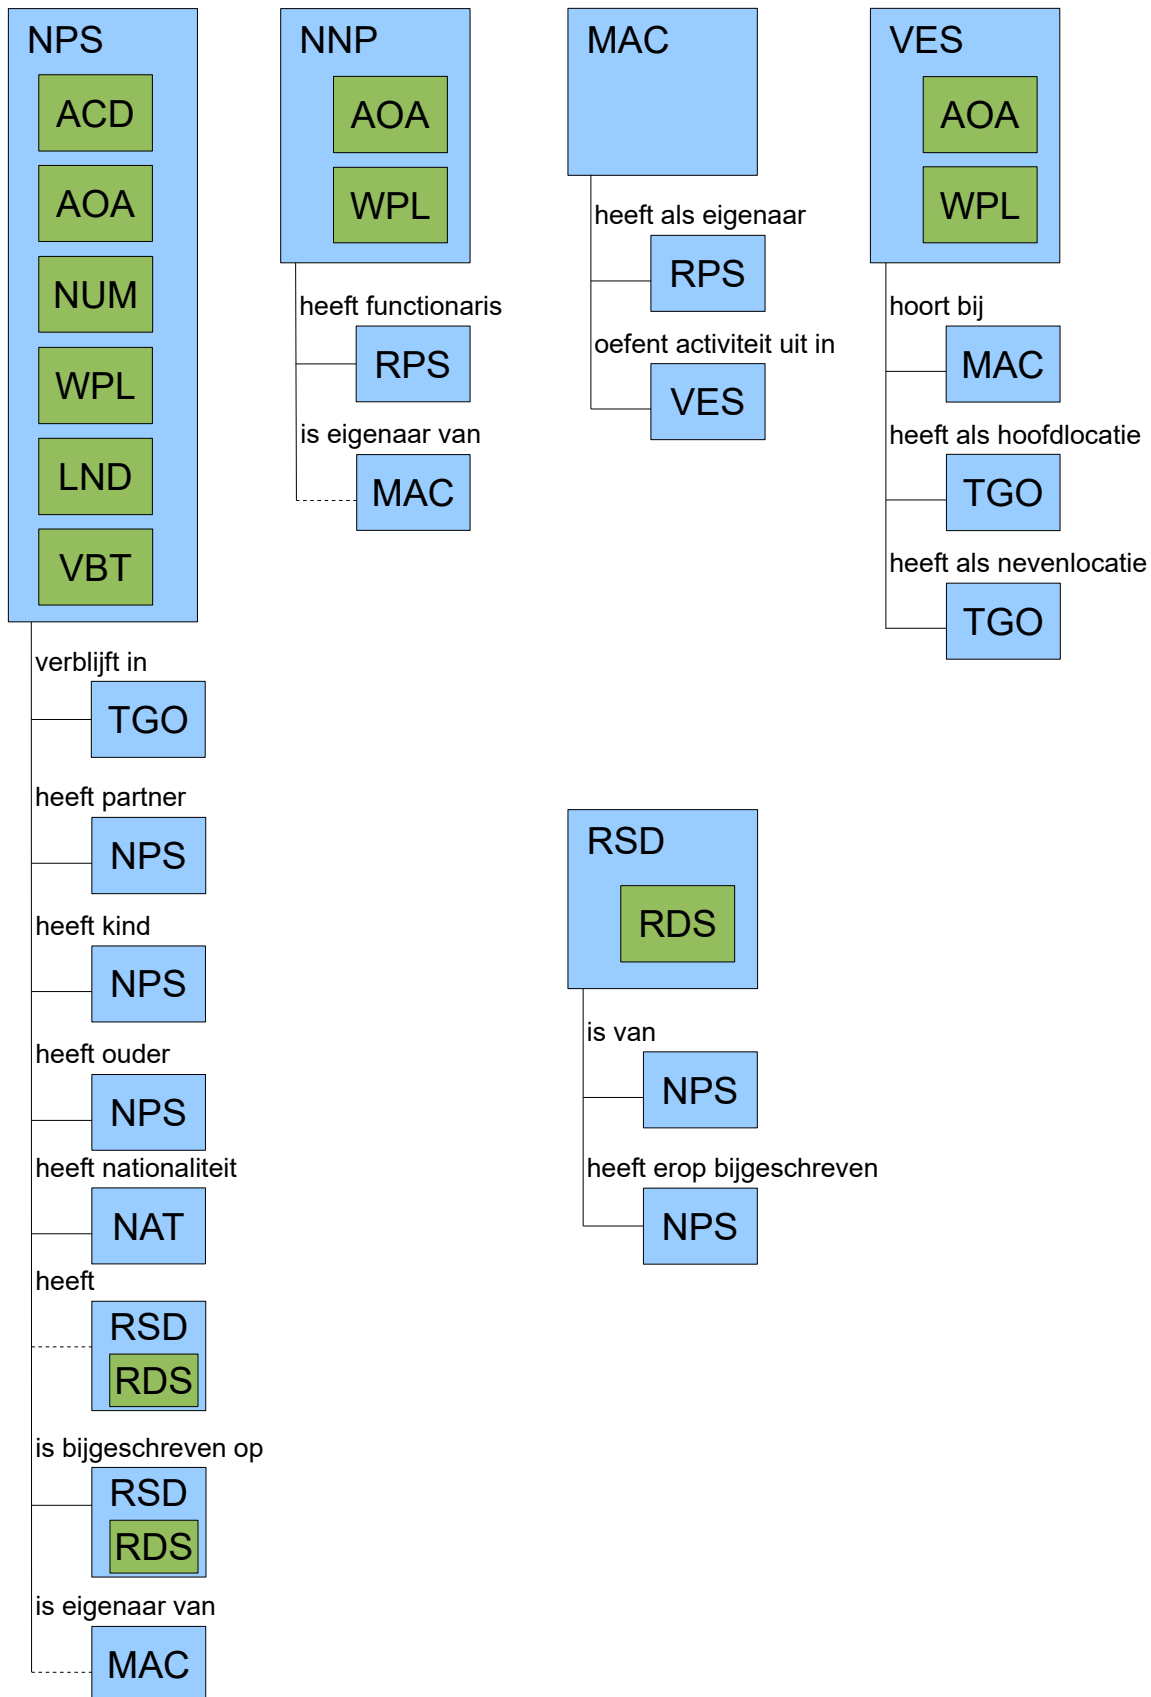 NPS
ACD
AOA
NUM
WPL
LND
VBT
verblijft in
TGO
heeft partner
NPS
heeft kind
NPS
heeft ouder
NPS
heeft nationaliteit
NAT
heeft
RSD
RDS
is bijgeschreven op
RSD
RDS
is eigenaar van
MAC
NNP
AOA
WPL
heeft functionaris
RPS
is eigenaar van
MAC
MAC
heeft als eigenaar
RPS
oefent activiteit uit in
VES
VES
AOA
WPL
hoort bij
MAC
heeft als hoofdlocatie
TGO
heeft als nevenlocatie
TGO
RSD
RDS
is van
NPS
heeft erop bijgeschreven
NPS